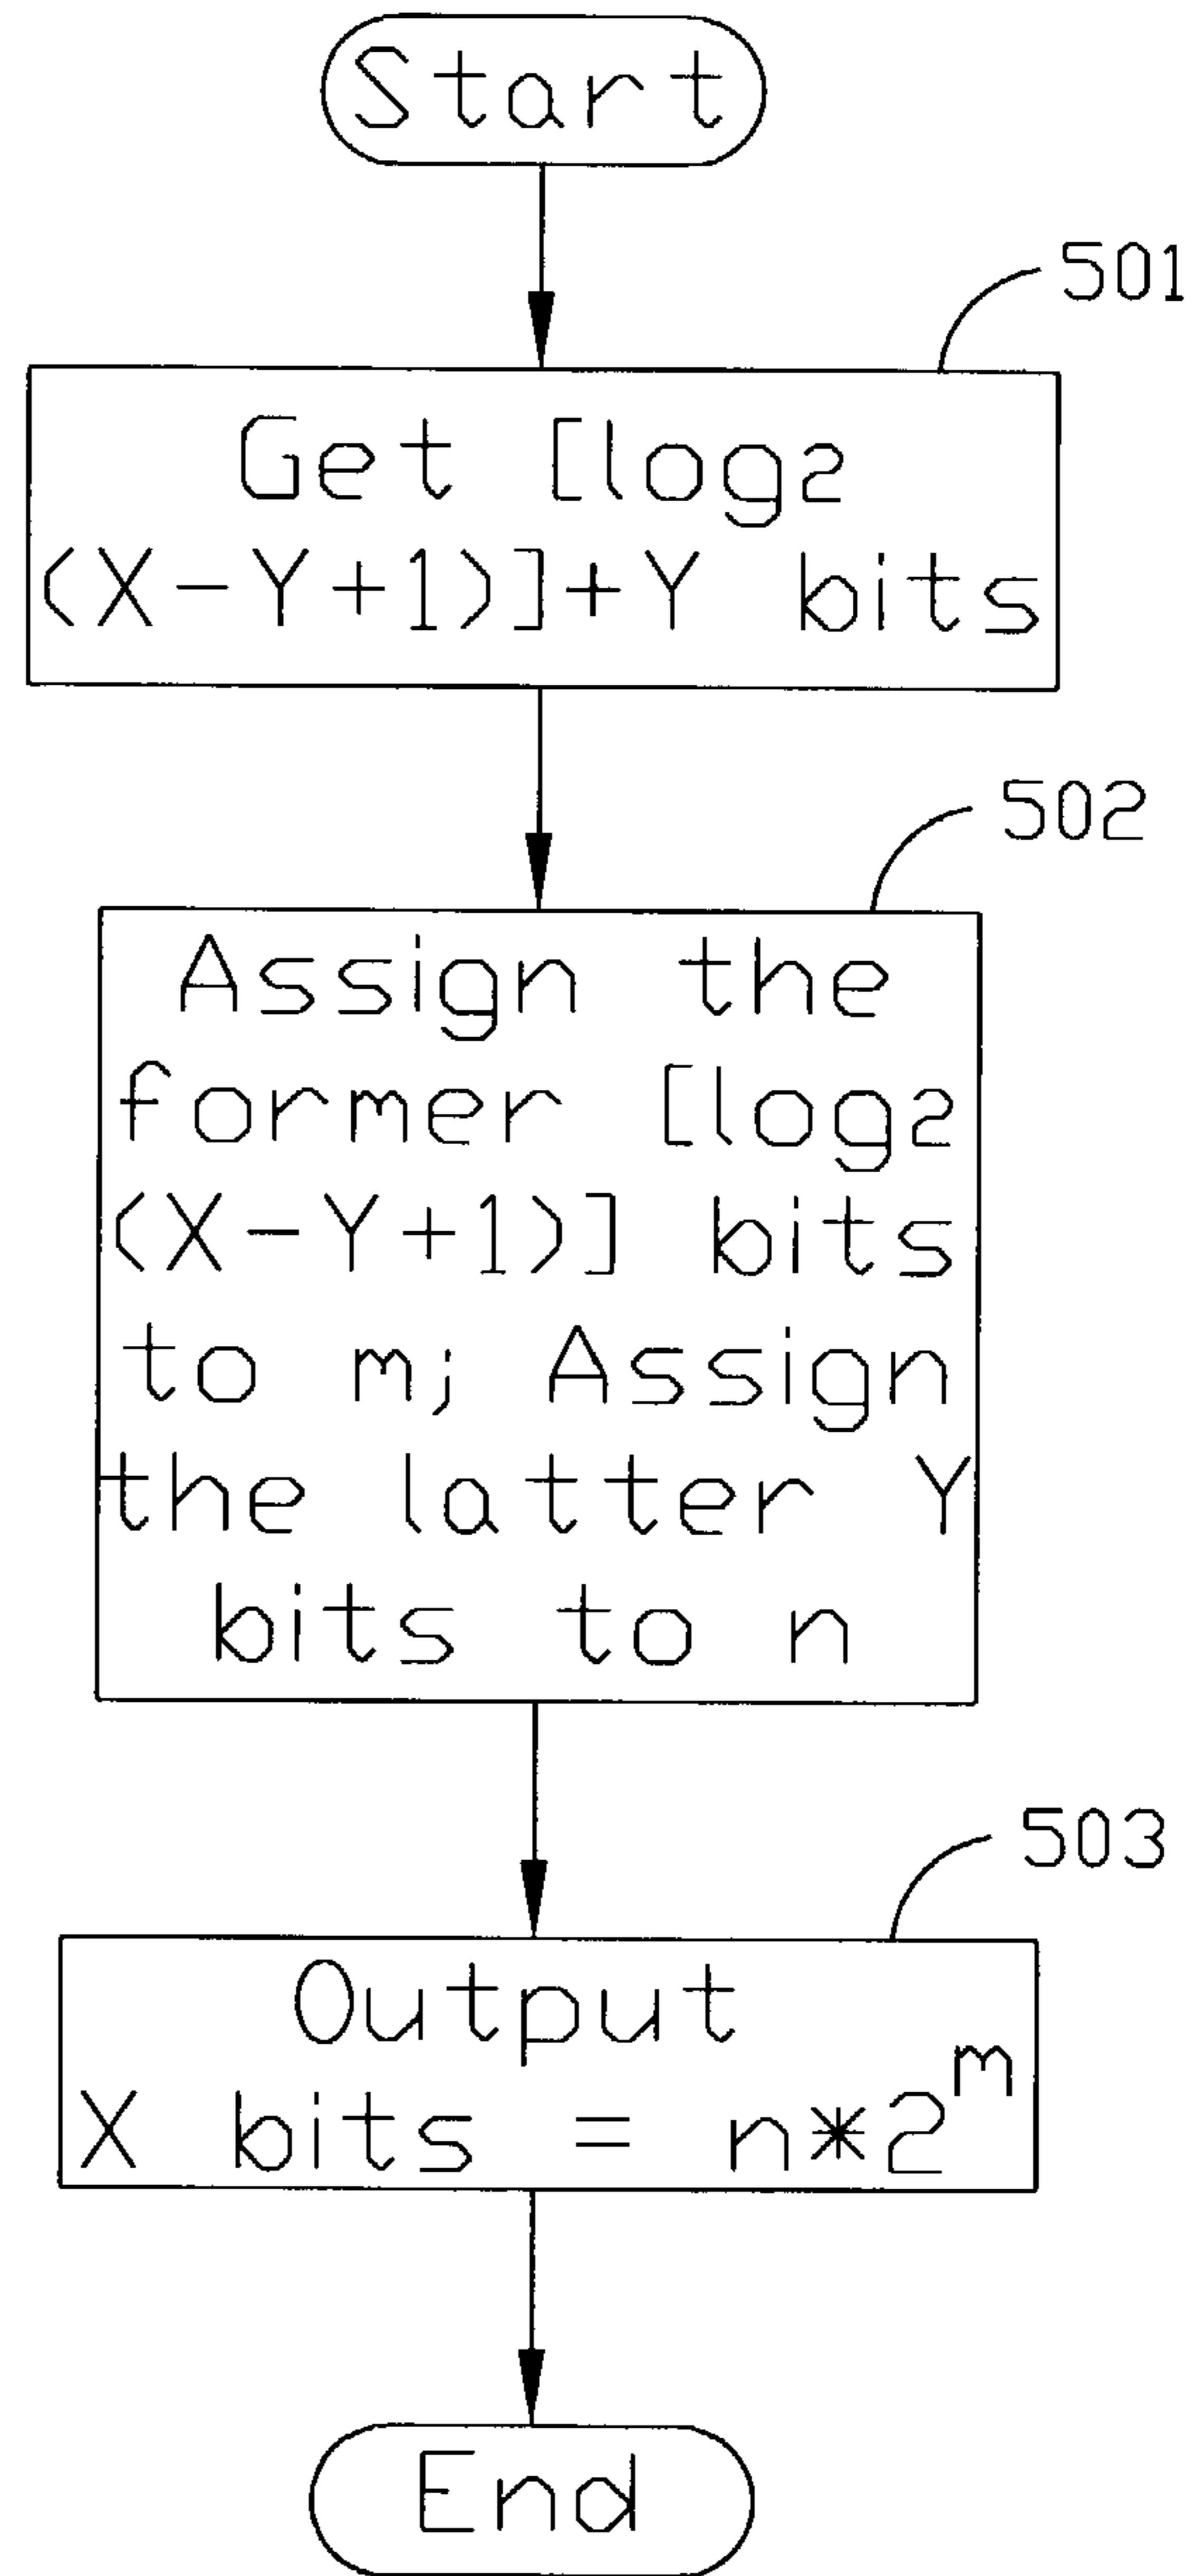 Start
501
Get [log2
(X-Y+1)]+Y bits
502
Assign the
former [log2
(X-Y+1)] bits
to m; Assign
the latter Y
bits to n
503
Output
X bits = n*2^m
End